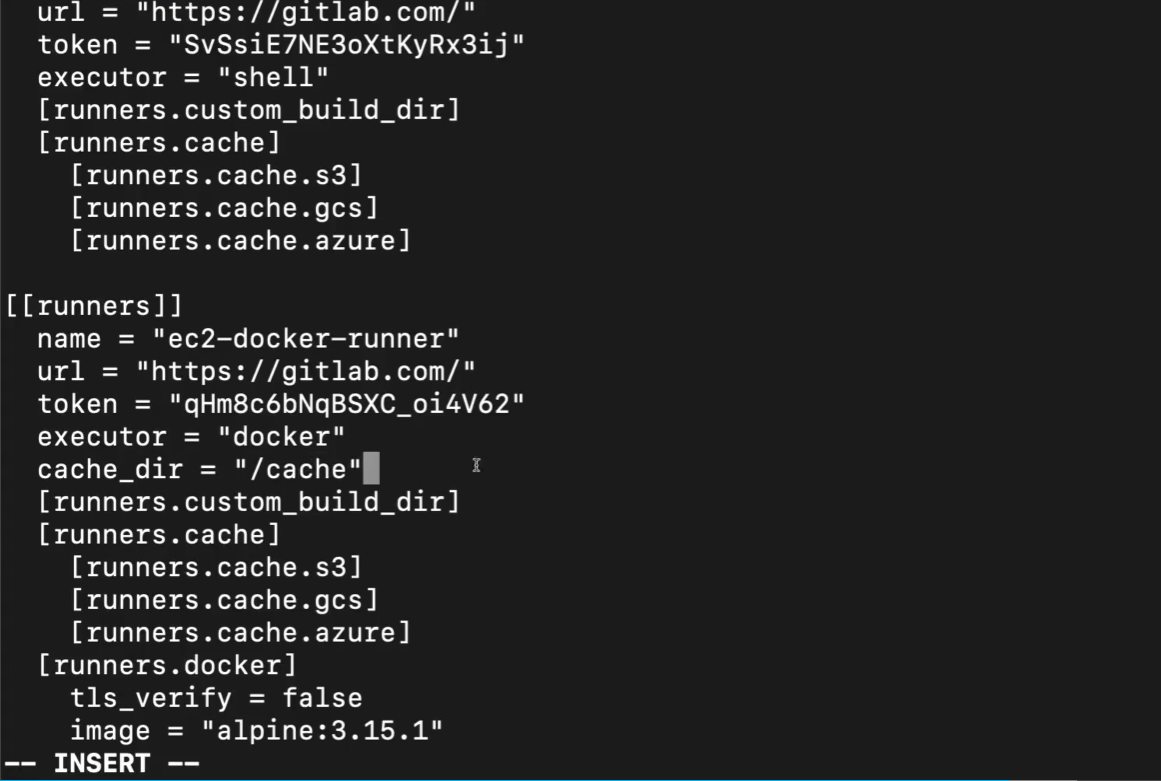 url = "https://gitlab.com/"
token = "SvSsiE7NE3oXtKyRx3ij"
executor = "shell"
[runners.custom_build_dir]
[runners.cache]
[runners.cache.s3]
[runners.cache.gcs]
[runners.cache.azure]
[[runners]]
name = "ec2-docker-runner"
url = "https://gitlab.com/"
token = "qHm8c6bNqBSXC_oi4V62"
executor = "docker"
cache_dir = "/cache"
[runners.custom_build_dir]
[runners.cache]
[runners.cache.s3]
[runners.cache.gcs]
[runners.cache.azure]
[runners.docker]
tls_verify = false
image = "alpine:3.15.1"
-- INSERT --